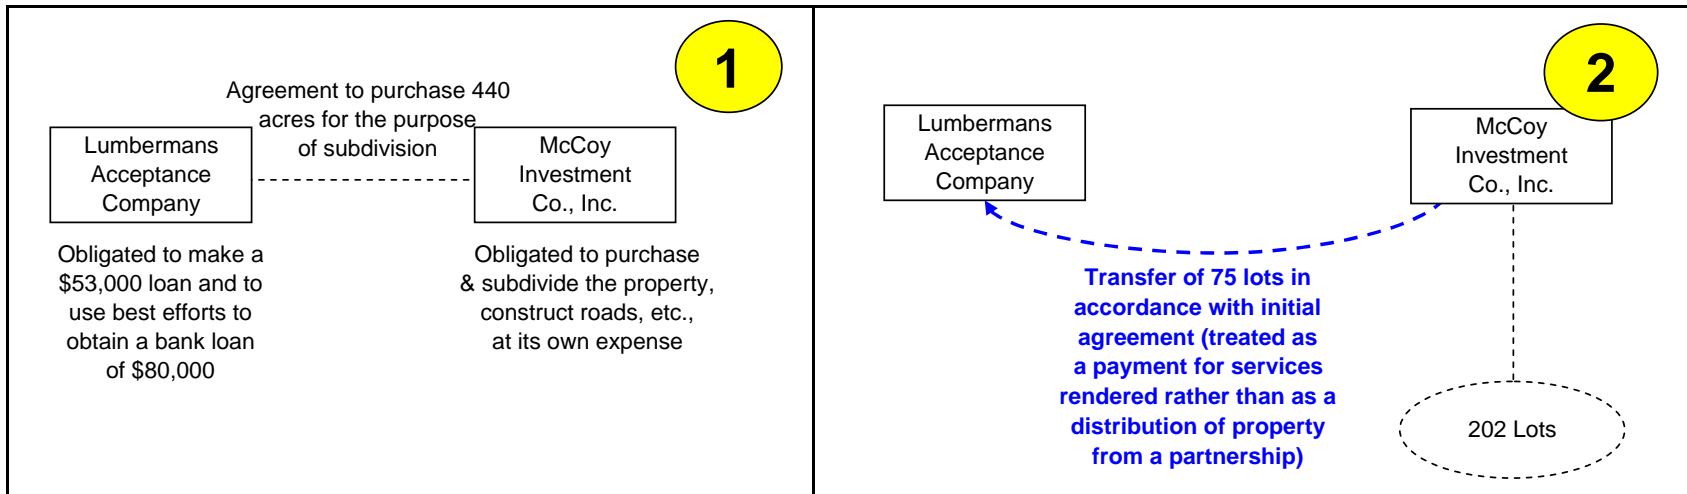 1
Agreement to purchase 440
acres for the purpose
of subdivision
Lumbermans
Acceptance
Company
McCoy
Investment
Co., Inc.
Obligated to make a
$53,000 loan and to
use best efforts to
obtain a bank loan
of $80,000
Obligated to purchase
& subdivide the property,
construct roads, etc.,
at its own expense
2
Lumbermans
Acceptance
Company
McCoy
Investment
Co., Inc.
Transfer of 75 lots in
accordance with initial
agreement (treated as
a payment for services
rendered rather than as a
distribution of property
from a partnership)
202 Lots